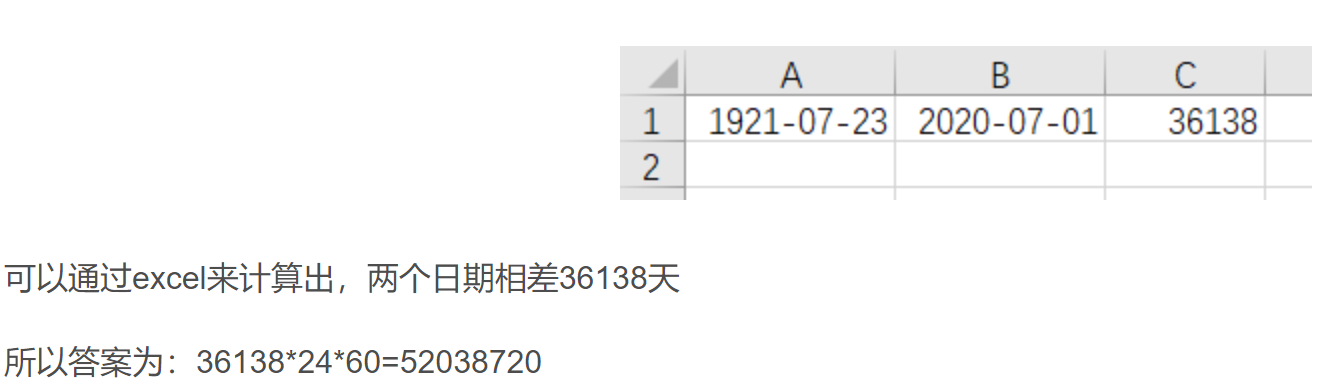 A B C
1 1921-07-23 2020-07-01 36138
2
可以通过excel来计算出，两个日期相差36138天
所以答案为：36138*24*60=52038720